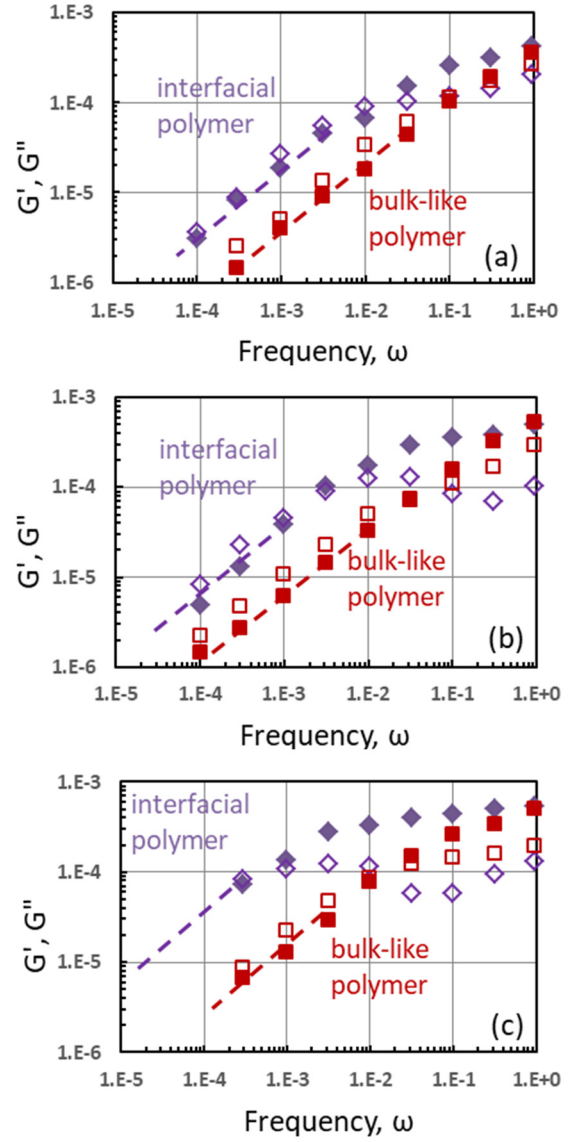 1.E-3
interfacial
polymer
1.E-4
G', G"
1.E-5
bulk-like
polymer
(a)
1.E-6
1.E-5 1.E-4 1.E-3 1.E-2 1.E-1 1.E+0
Frequency, ω
1.E-3
interfacial
polymer
1.E-4
G', G"
1.E-5
bulk-like
polymer
(b)
1.E-6
1.E-5 1.E-4 1.E-3 1.E-2 1.E-1 1.E+0
Frequency, ω
1.E-3
interfacial
polymer
1.E-4
G', G"
1.E-5
bulk-like
polymer
(c)
1.E-6
1.E-5 1.E-4 1.E-3 1.E-2 1.E-1 1.E+0
Frequency, ω